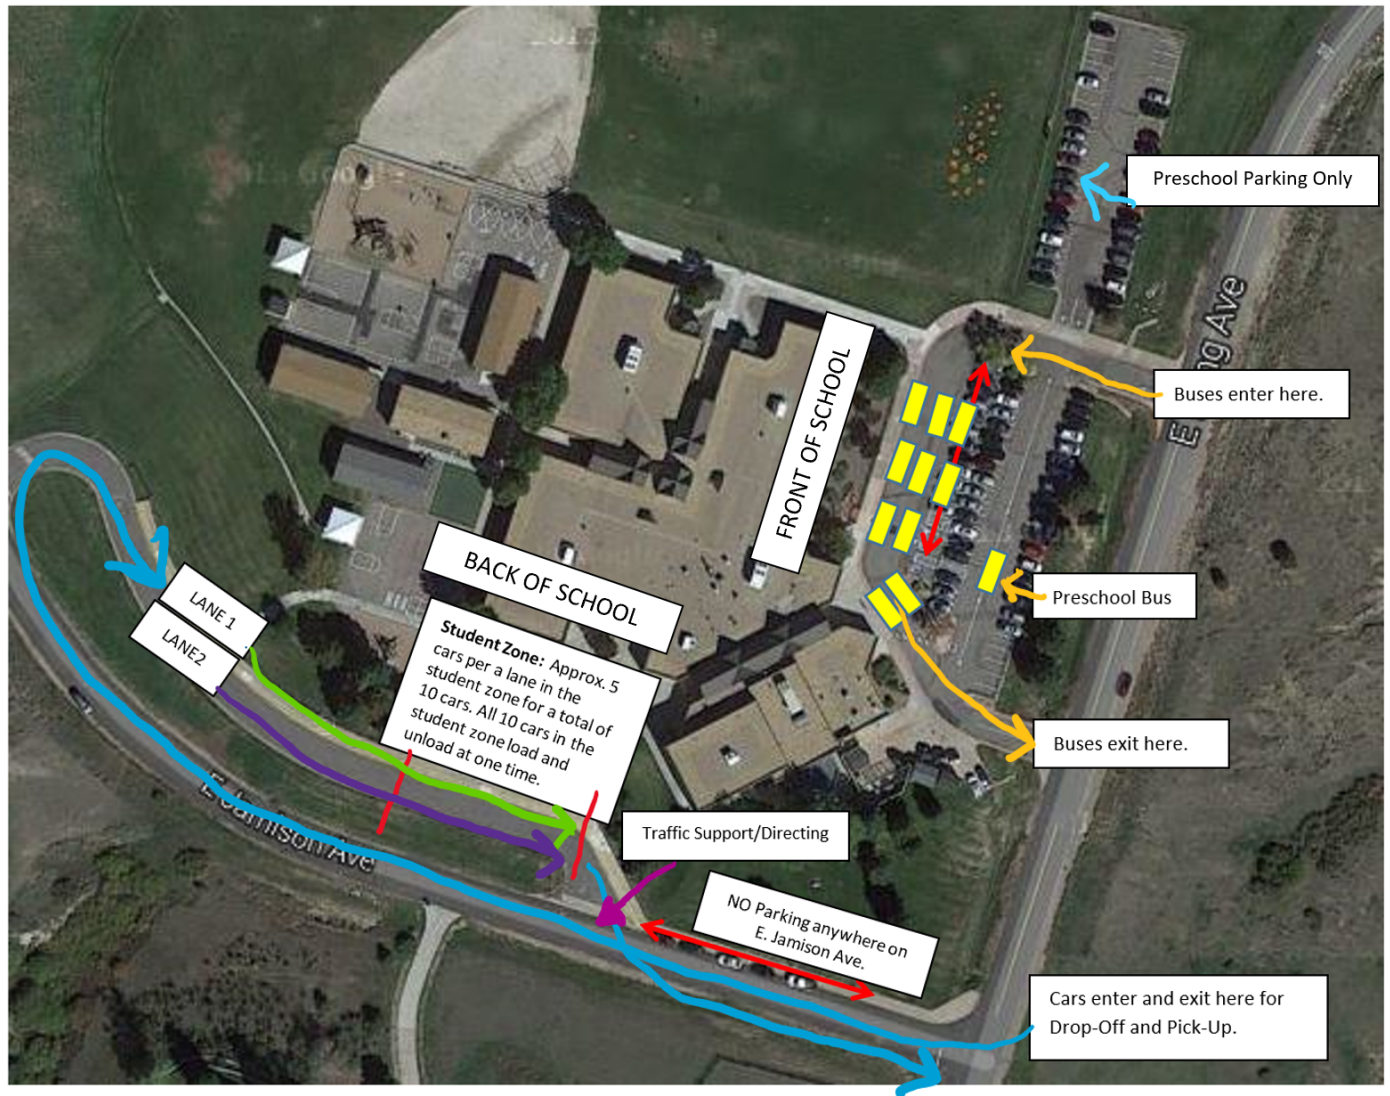 Preschool Parking Only
ng Ave
E
Buses enter here.
FRONT OF SCHOOL
BACK OF SCHOOL
Preschool Bus
LANE 1
LANE2
Student Zone: Approx. 5
cars per a lane in the
student zone for a total of
10 cars. All 10 cars in the
student zone load and
unload at one time.
Buses exit here.
E Jamison Ave
Traffic Support/Directing
NO Parking anywhere on
E. Jamison Ave.
Cars enter and exit here for
Drop-Off and Pick-Up.